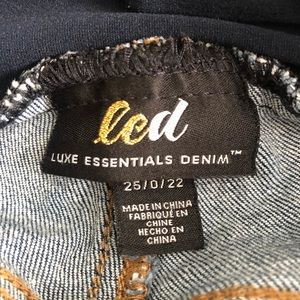 led
LUXE ESSENTIALS DENIM™
25/0/22
MADE IN CHINA
FABRIQUÉ EN
CHINE
HECHO EN
CHINA